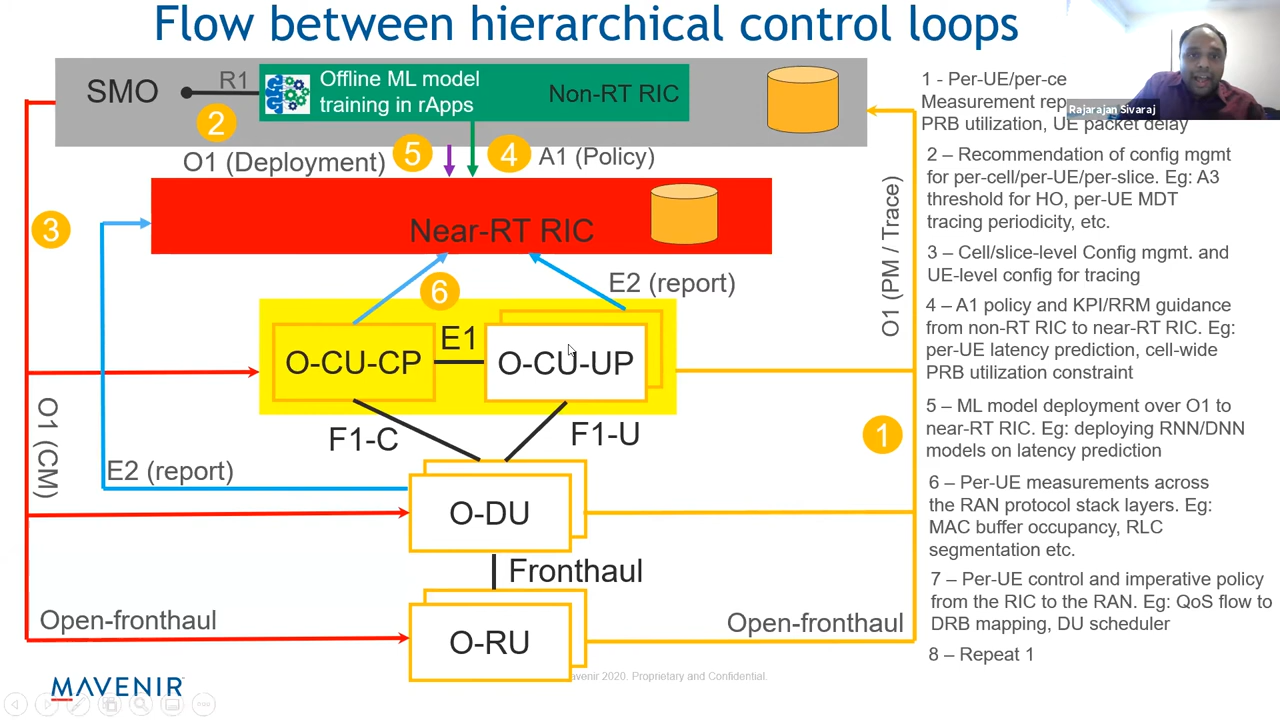 Flow between hierarchical control loops
SMO
R1
Offline ML model
training in rApps
Non-RT RIC
2
O1 (Deployment)
5
4
A1 (Policy)
3
Near-RT RIC
6
E2 (report)
O1 (PM / Trace)
O-CU-CP
E1
O-CU-UP
O1 (CM)
F1-C
F1-U
1
E2 (report)
O-DU
Fronthaul
Open-fronthaul
O-RU
Open-fronthaul
MAVENIR
avenir 2020. Proprietary and Confidential.
1 - Per-UE/per-ce
Measurement rep
PRB utilization, UE packet delay
Rajarajan Sivaraj
2 – Recommendation of config mgmt
for per-cell/per-UE/per-slice. Eg: A3
threshold for HO, per-UE MDT
tracing periodicity, etc.
3 – Cell/slice-level Config mgmt. and
UE-level config for tracing
4 – A1 policy and KPI/RRM guidance
from non-RT RIC to near-RT RIC. Eg:
per-UE latency prediction, cell-wide
PRB utilization constraint
5 – ML model deployment over O1 to
near-RT RIC. Eg: deploying RNN/DNN
models on latency prediction
6 – Per-UE measurements across
the RAN protocol stack layers. Eg:
MAC buffer occupancy, RLC
segmentation etc.
7 – Per-UE control and imperative policy
from the RIC to the RAN. Eg: QoS flow to
DRB mapping, DU scheduler
8 – Repeat 1